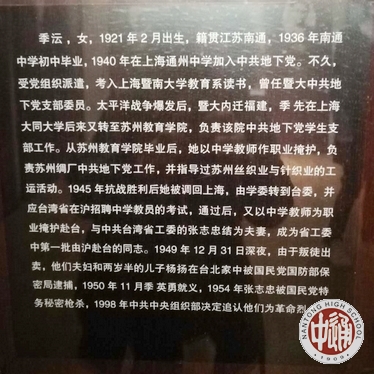 季云,女,1921年2月出生,籍贯江苏南通,1936年南通
中学初中毕业,1940年在上海通州中学加入中共地下党。不久,
受党组织派遣,考入上海暨南大学教育系读书,曾任暨大中共地
下党支部委员。太平洋战争爆发后,暨大内迁福建,季 先在上海
大同大学后来又转至苏州教育学院,负责该院中共地下党学生支
部工作。从苏州教育学院毕业后,她以中学教师作职业掩护,负
责苏州绸厂中共地下党工作,并指导过苏州丝织业与针织业的工
运活动。1945年抗战胜利后她被调回上海,由学委转到台委,并
应台湾省在沪招聘中学教员的考试,通过后,又以中学教师为职
业掩护赴台,与中共台湾省工委的张志忠结为夫妻,成为省工委
中第一批由沪赴台的同志。1949年12月31日深夜,由于叛徒出
卖,他们夫妇和两岁半的儿子杨扬在台北家中被国民党国防部保
密局逮捕,1950年11月季 英勇就义,1954年张志忠被国民党特
务秘密枪杀,1998年中共中央组织部决定追认他们为革命烈
NANTONG HIGH SCHOOL
1909